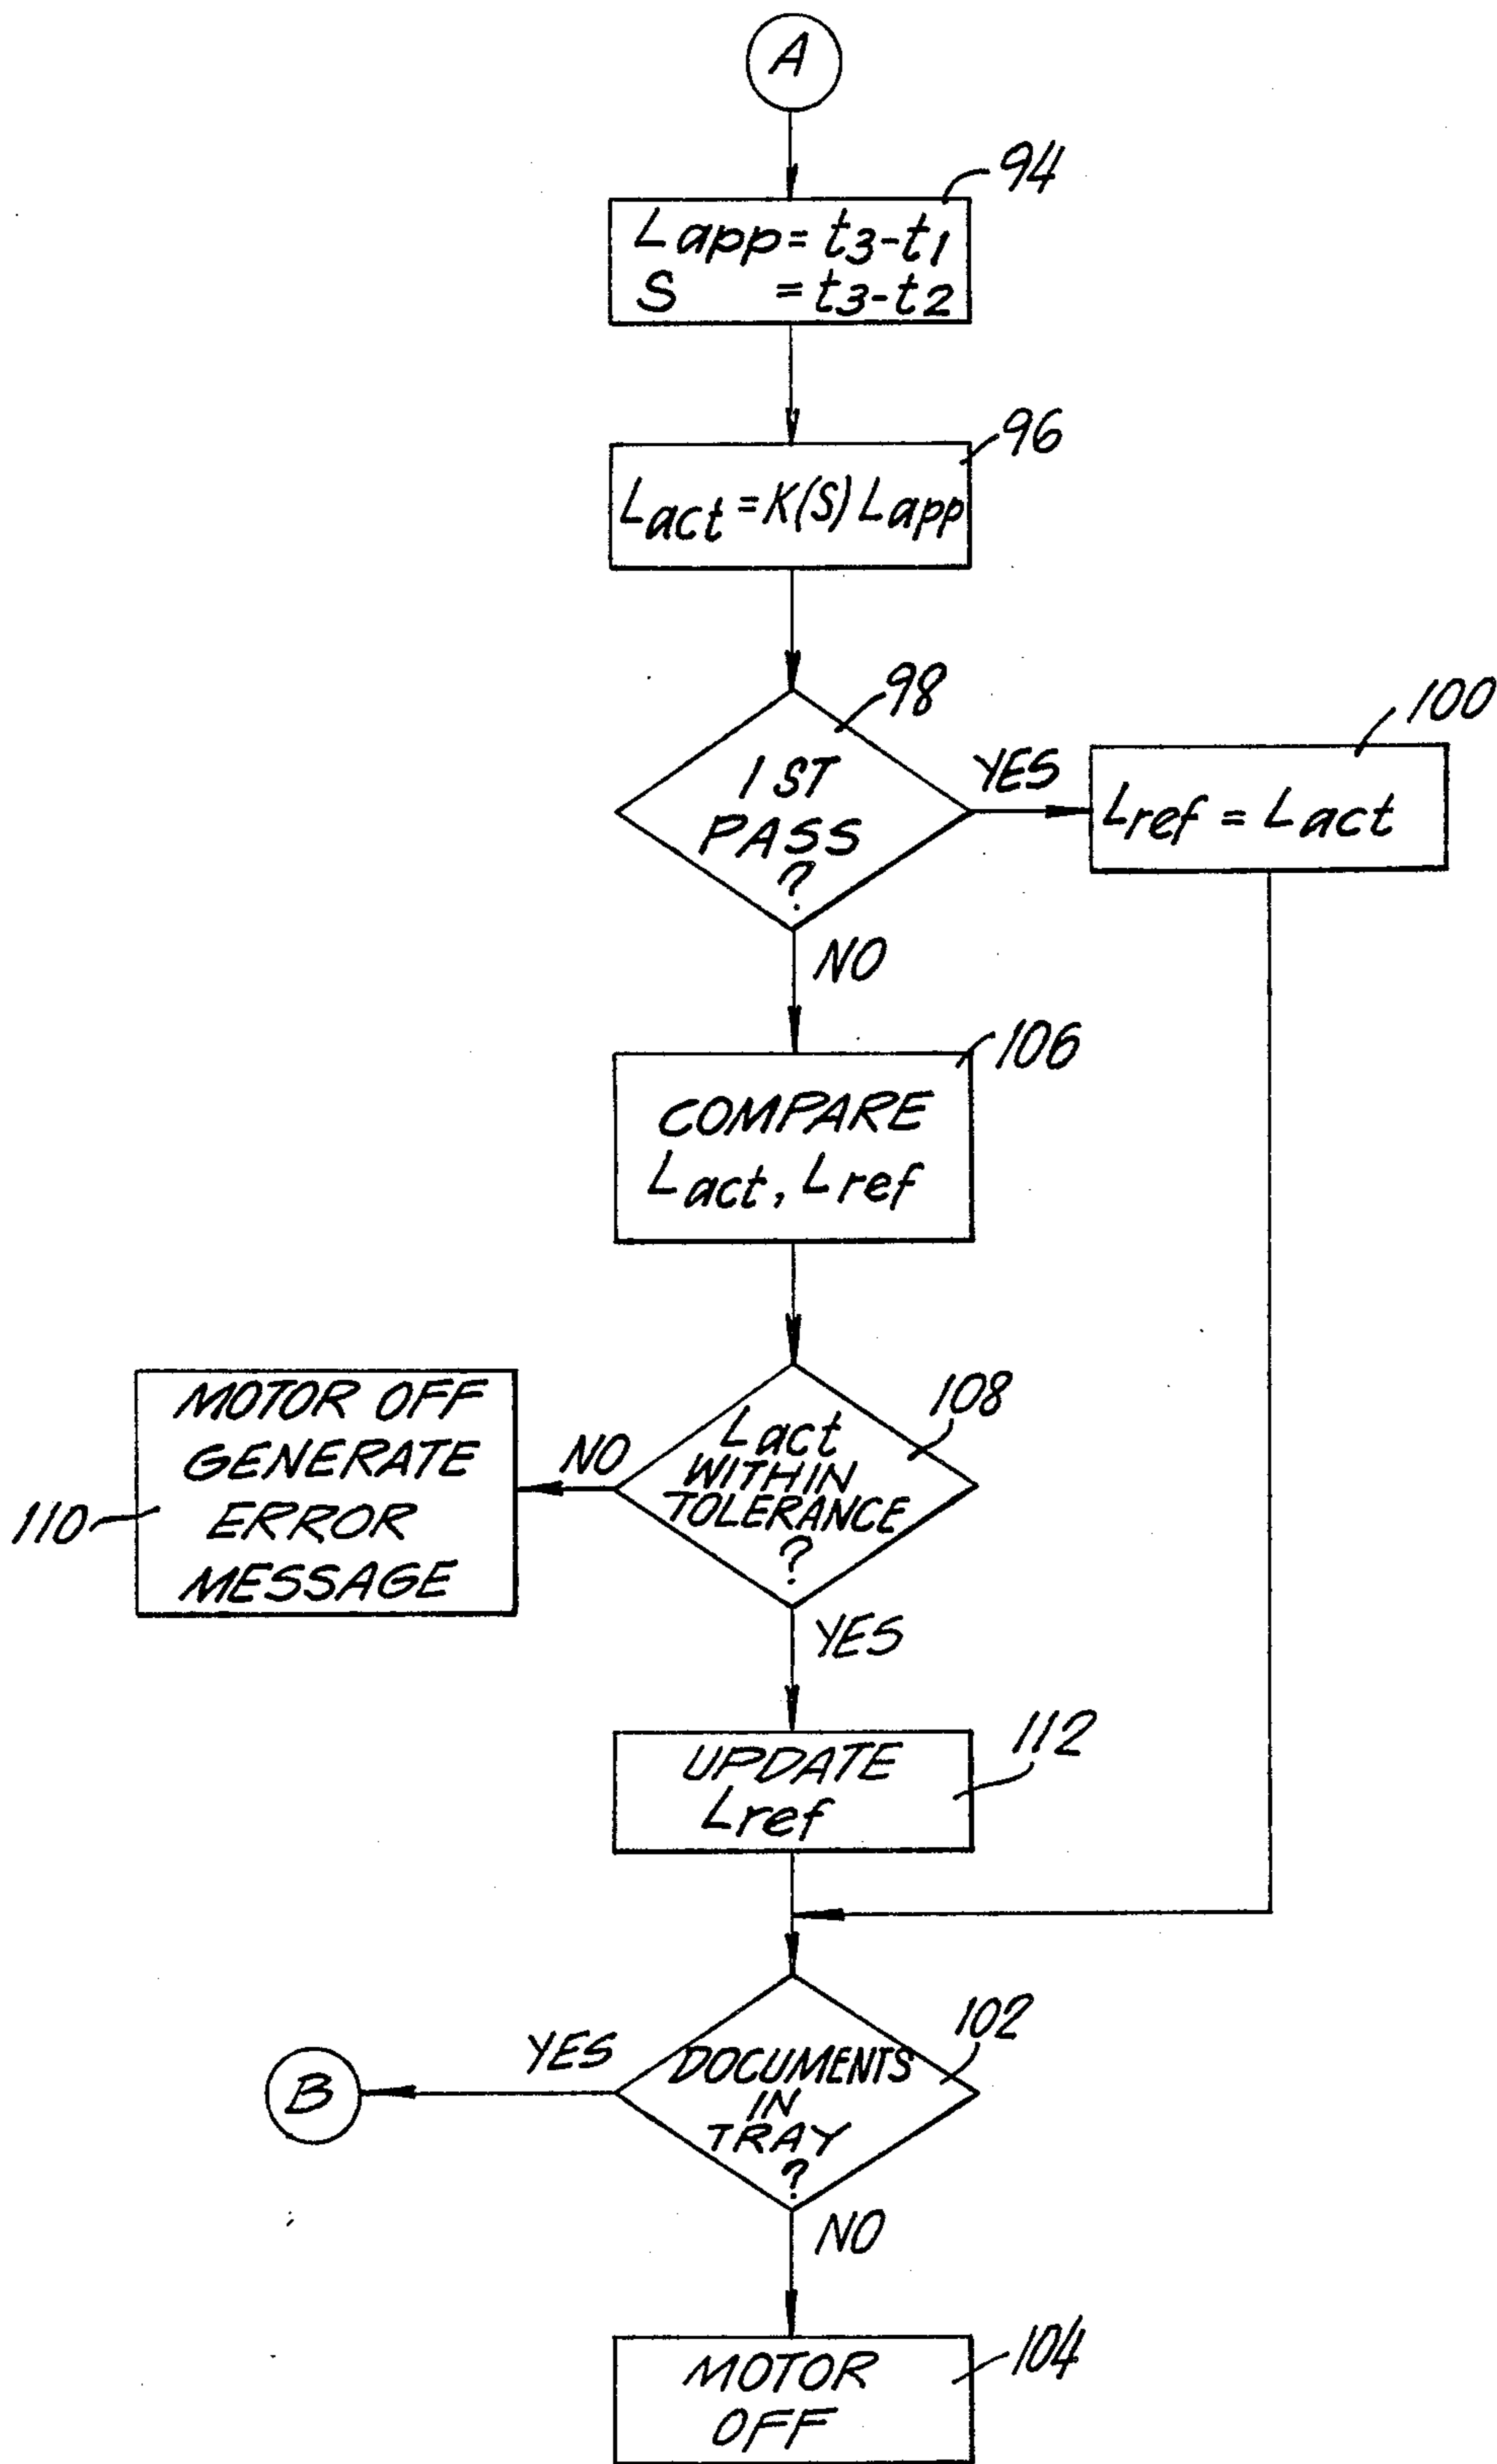 A
94
Lapp = t3-t1
S = t3-t2
96
Lact = K(S) Lapp
98
1 ST
PASS
?
YES
100
Lref = Lact
NO
106
COMPARE
Lact, Lref
108
Lact
WITHIN
TOLERANCE
?
NO
MOTOR OFF
GENERATE
ERROR
MESSAGE
110
YES
112
UPDATE
Lref
102
DOCUMENTS
IN
TRAY
?
YES
B
NO
104
MOTOR
OFF